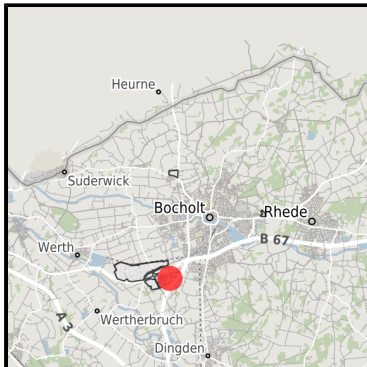 Heurne
Suderwick
Bocholt
Rhede
B 67
Werth
A 3
Wertherbruch
Dingden